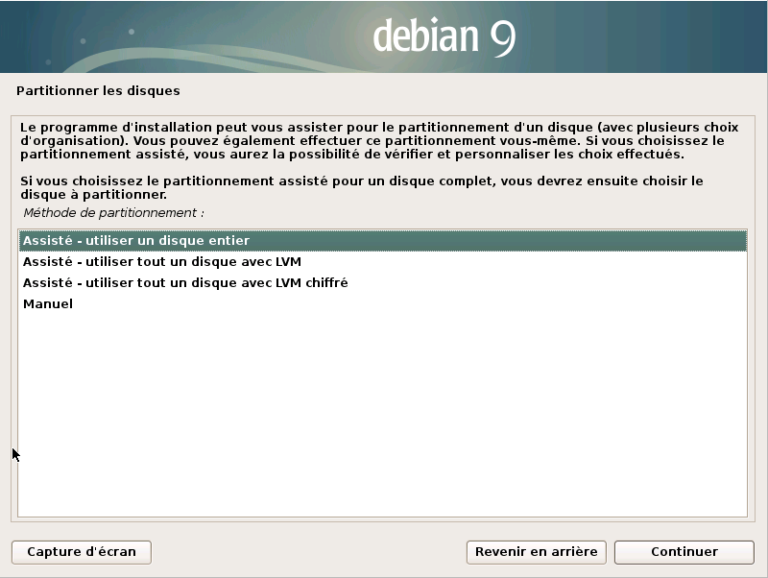 debian 9
Partitionner les disques
Le programme d'installation peut vous assister pour le partitionnement d'un disque (avec plusieurs choix
d'organisation). Vous pouvez également effectuer ce partitionnement vous-même. Si vous choisissez le
partitionnement assisté, vous aurez la possibilité de vérifier et personnaliser les choix effectués.
Si vous choisissez le partitionnement assisté pour un disque complet, vous devrez ensuite choisir le
disque à partitionner.
Méthode de partitionnement :
Assisté - utiliser un disque entier
Assisté - utiliser tout un disque avec LVM
Assisté - utiliser tout un disque avec LVM chiffré
Manuel
Capture d'écran
Revenir en arrière
Continuer